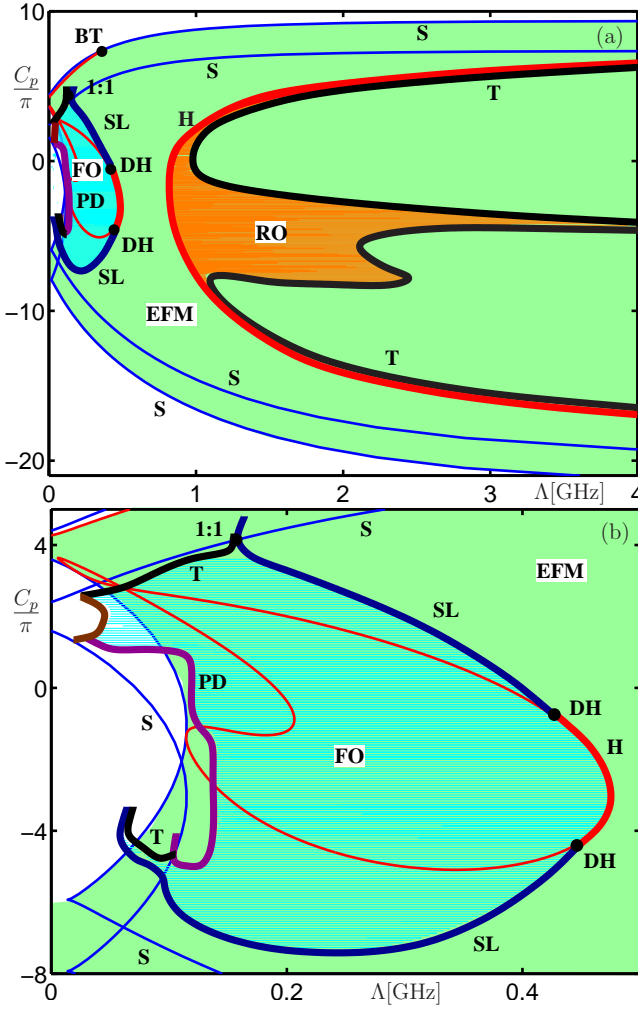 10
BT
S
(a)
C_p/π
1:1
S
T
SL
H
0
FO
DH
PD
RO
DH
−10
SL
EFM
T
S
S
−20
0
1
2
3
4
Λ[GHz]
1:1
S
(b)
4
T
EFM
C_p/π
SL
0
PD
DH
S
H
FO
−4
T
DH
SL
S
−8
0
0.2
0.4
Λ[GHz]